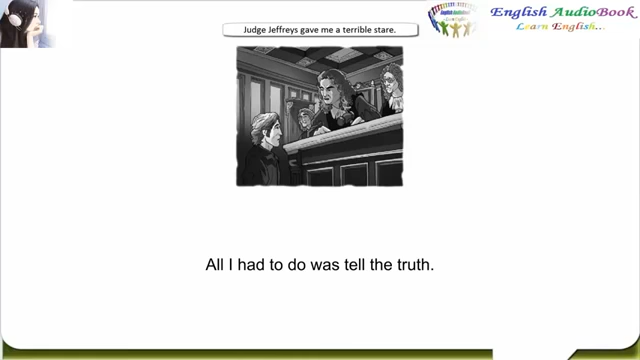 Judge Jeffreys gave me a terrible stare.
English AudioBook
Learn English...
All I had to do was tell the truth.